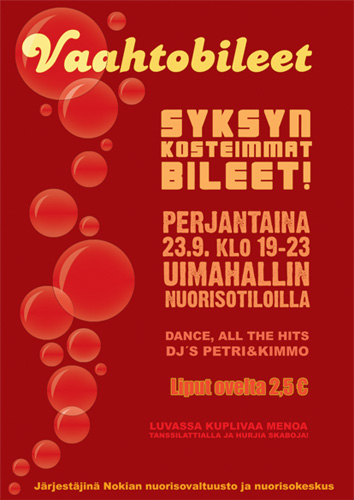 Vaahtobileet
SYKSYN
KOSTEIMMAT
BILEET!
PERJANTAINA
23.9. KLO 19-23
UIMAHALLIN
NUORISOTILOILLA
DANCE, ALL THE HITS
DJ´S PETRI&KIMMO
Liput ovelta 2,5 €
LUVASSA KUPLIVAA MENOA
TANSSILATTIALLA JA HURJIA SKABOJA!
Järjestäjinä Nokian nuorisovaltuusto ja nuorisokeskus